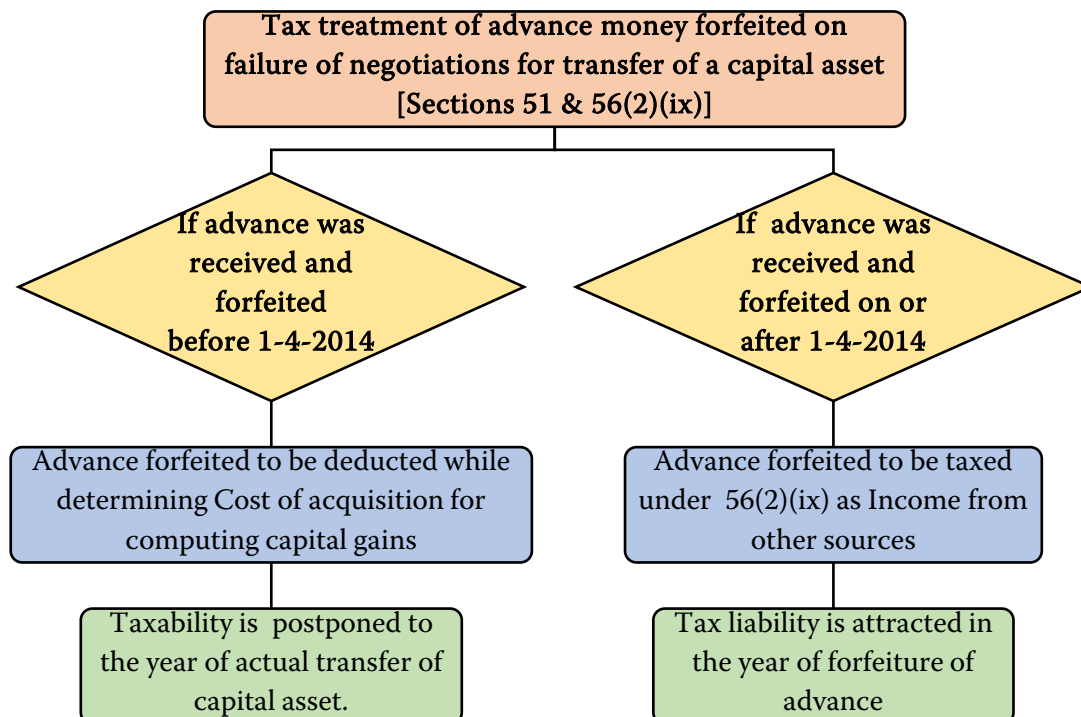 Tax treatment of advance money forfeited on
failure of negotiations for transfer of a capital asset
[Sections 51 & 56(2)(ix)]
If advance was
received and
forfeited
before 1-4-2014
If advance was
received and
forfeited on or
after 1-4-2014
Advance forfeited to be deducted while
determining Cost of acquisition for
computing capital gains
Advance forfeited to be taxed
under 56(2)(ix) as Income from
other sources
Taxability is postponed to
the year of actual transfer of
capital asset.
Tax liability is attracted in
the year of forfeiture of
advance